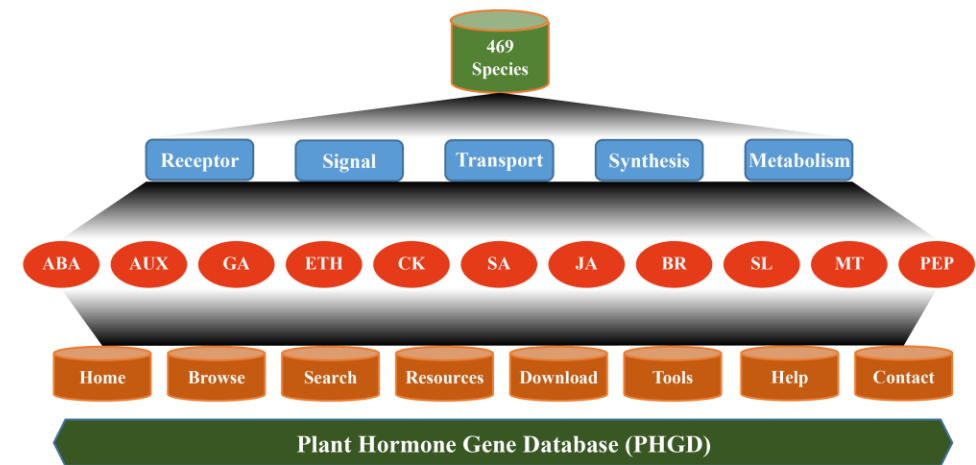 469
Species
Receptor Signal Transport Synthesis Metabolism
ABA AUX GA ETH CK SA JA BR SL MT PEP
Home Browse Search Resources Download Tools Help Contact
Plant Hormone Gene Database (PHGD)